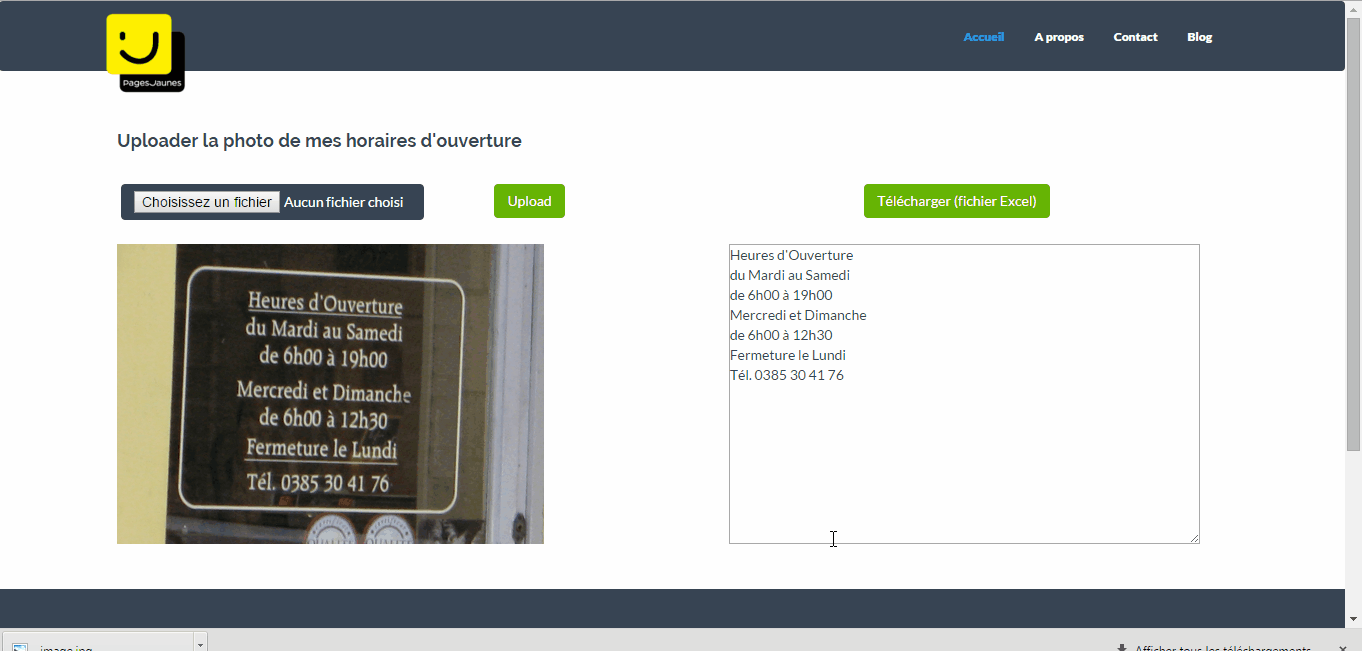 PagesJaunes
Accueil
A propos
Contact
Blog
Uploader la photo de mes horaires d'ouverture
Choisissez un fichier Aucun fichier choisi
Upload
Télécharger (fichier Excel)
Heures d'Ouverture
du Mardi au Samedi
de 6h00 à 19h00
Mercredi et Dimanche
de 6h00 à 12h30
Fermeture le Lundi
Tél. 0385 30 41 76
Heures d'Ouverture
du Mardi au Samedi
de 6h00 à 19h00
Mercredi et Dimanche
de 6h00 à 12h30
Fermeture le Lundi
Tél. 0385 30 41 76
image.jpg
Afficher tous les téléchargements